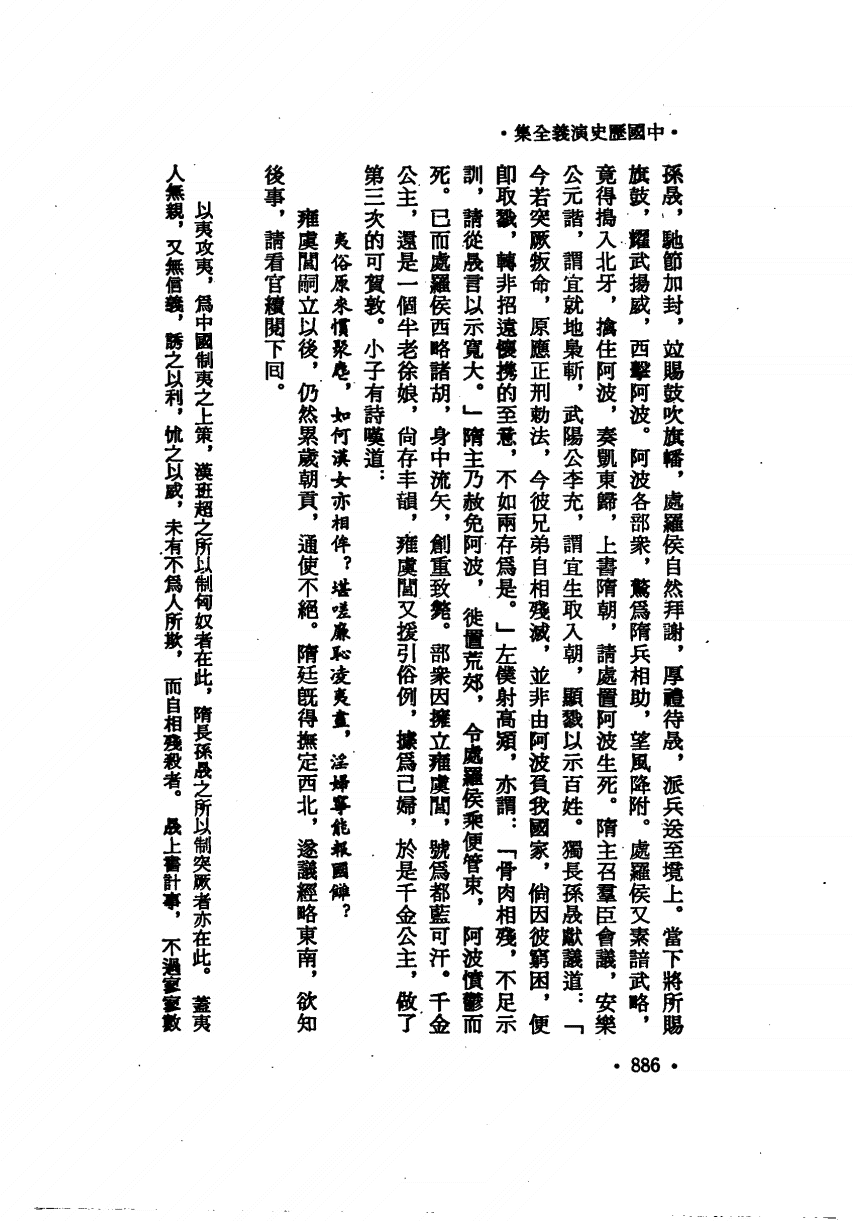 ·中國歷史演義全集·
孫晟，馳節加封，竝賜鼓吹旗幡，處羅侯自然拜謝，厚禮待晟，派兵送至境上。當下將所賜
旗鼓，耀武揚威，西擊阿波。阿波各部衆，驚爲隋兵相助，望風降附。處羅侯又素諳武略，
竟得搗入北牙，擒住阿波，奏凱東歸，上書隋朝，請處置阿波生死。隋主召羣臣會議，安樂
公元諧，謂宜就地梟斬，武陽公李充，謂宜生取入朝，顯戮以示百姓。獨長孫晟獻議道：「
今若突厥叛命，原應正刑勅法，今彼兄弟自相殘滅，並非由阿波負我國家，倘因彼窮困，便
卽取戮，轉非招遠懷携的至意，不如兩存爲是。」左僕射高熲，亦謂：「骨肉相殘，不足示
訓，請從晟言以示寬大。」隋主乃赦免阿波，徙置荒郊，令處羅侯乘便管束，阿波憤鬱而
死。已而處羅侯西略諸胡，身中流矢，創重致斃。部衆因擁立雍虞閭，號爲都藍可汗。千金
公主，還是一個半老徐娘，尙存丰韻，雍虞閭又援引俗例，據爲己婦，於是千金公主，做了
第三次的可賀敦。小子有詩嘆道：
夷俗原來慣聚麀，如何漢女亦相侔？堪嗟廉恥凌夷盡，淫婦寧能報國讎？
雍虞閭嗣立以後，仍然累歲朝貢，通使不絕。隋廷旣得撫定西北，遂議經略東南，欲知
後事，請看官續閱下囘。
以夷攻夷，爲中國制夷之上策，漢班超之所以制匈奴者在此，隋長孫晟之所以制突厥者亦在此。蓋夷
人無親，又無信義，誘之以利，怵之以威，未有不爲人所欺，而自相殘殺者。晟上書計事，不過寥寥數
·886·